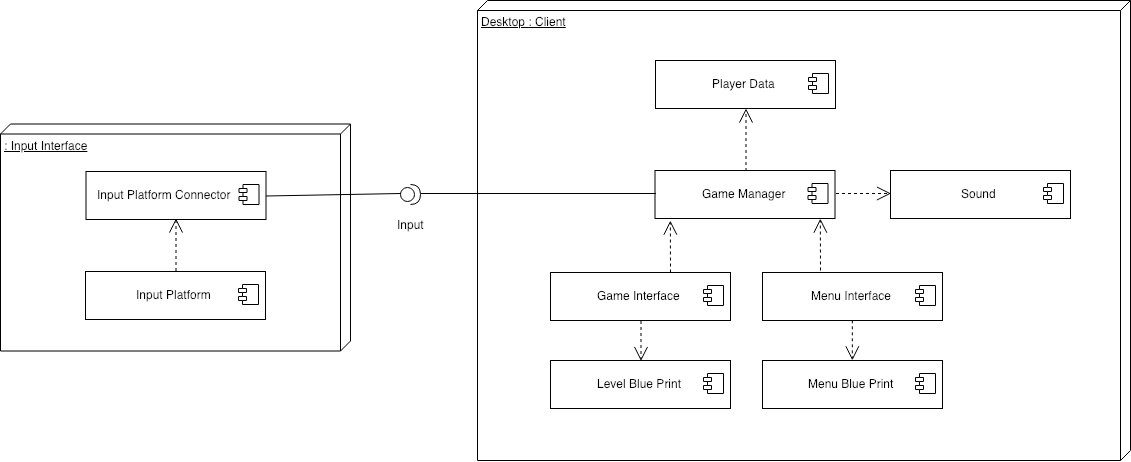 Desktop : Client
Player Data
: Input Interface
Input Platform Connector
Game Manager
Sound
Input
Input Platform
Game Interface
Menu Interface
Level Blue Print
Menu Blue Print